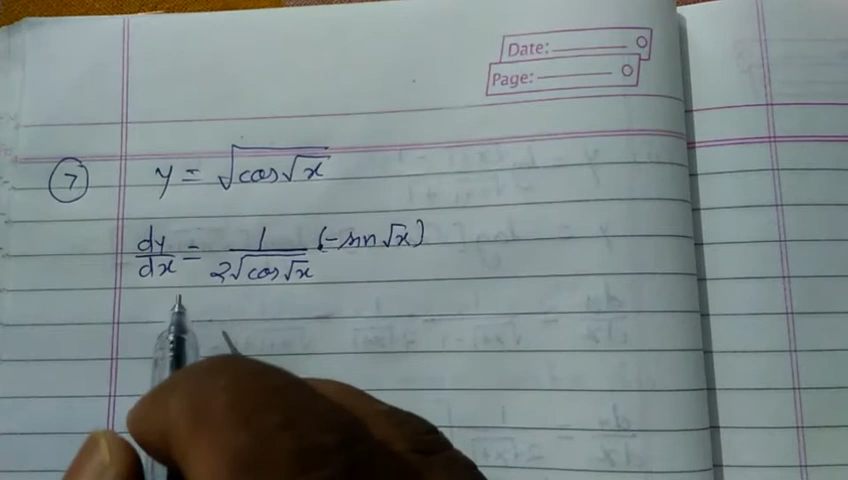 Date:
Page:
7 y = √cos√x
dy/dx = 1/2√cos√x (-sin√x)